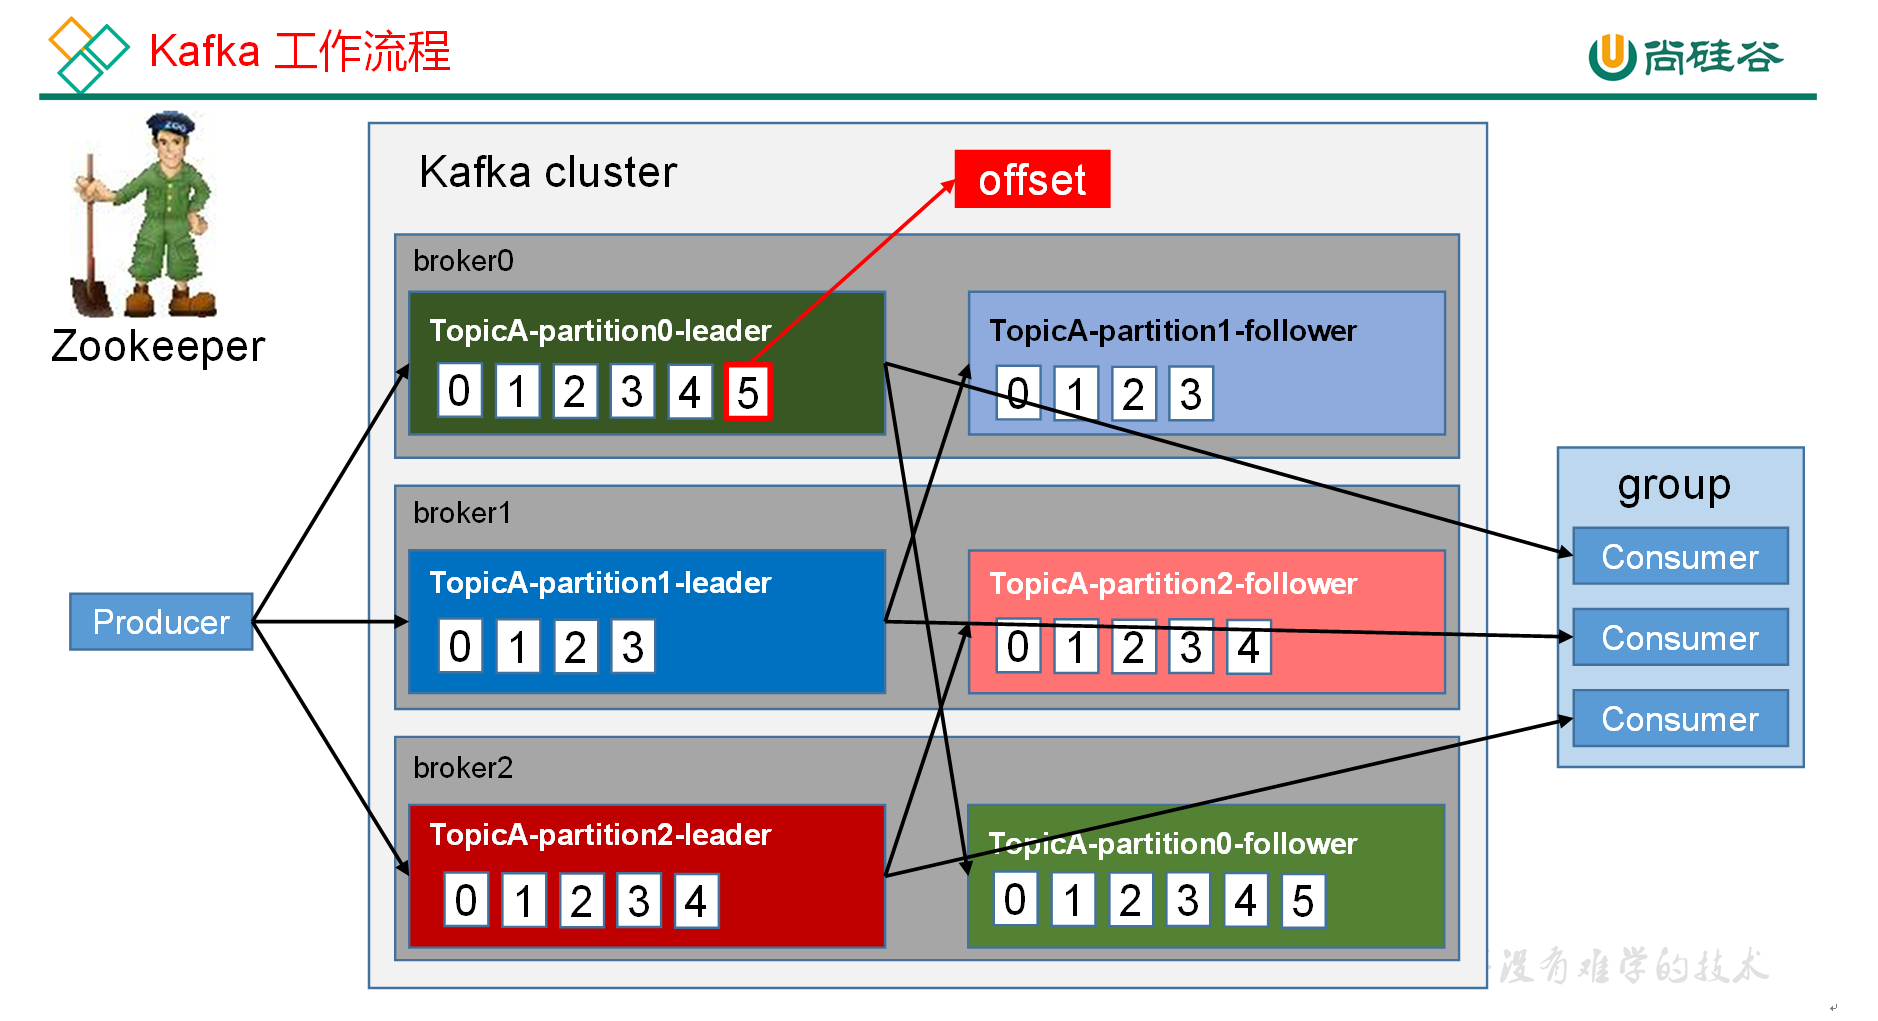 Kafka 工作流程
尚硅谷
ZOO
Zookeeper
Kafka cluster
offset
broker0
TopicA-partition0-leader
0 1 2 3 4 5
TopicA-partition1-follower
0 1 2 3
broker1
TopicA-partition1-leader
0 1 2 3
TopicA-partition2-follower
0 1 2 3 4
broker2
TopicA-partition2-leader
0 1 2 3 4
TopicA-partition0-follower
0 1 2 3 4 5
Producer
group
Consumer
Consumer
Consumer
没有难学的技术